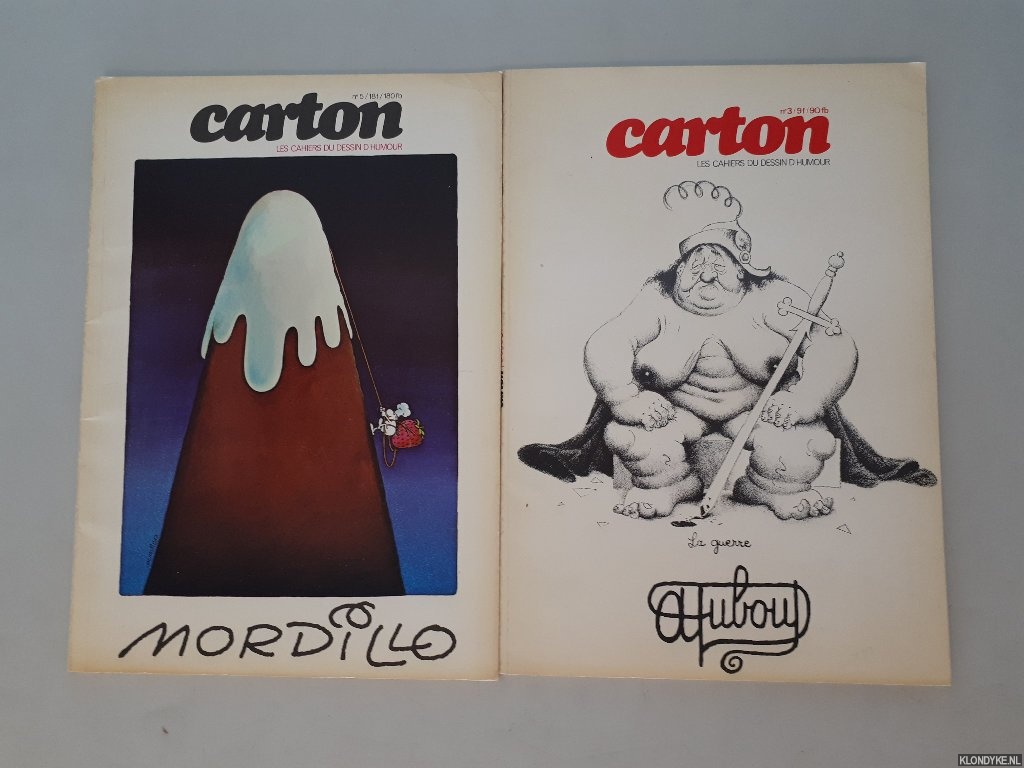 n°5/18f/180fb
carton
LES CAHIERS DU DESSIN D'HUMOUR
MORDILLO
n°3/9f/90fb
carton
LES CAHIERS DU DESSIN D'HUMOUR
La guerre
KLONDYKE.NL